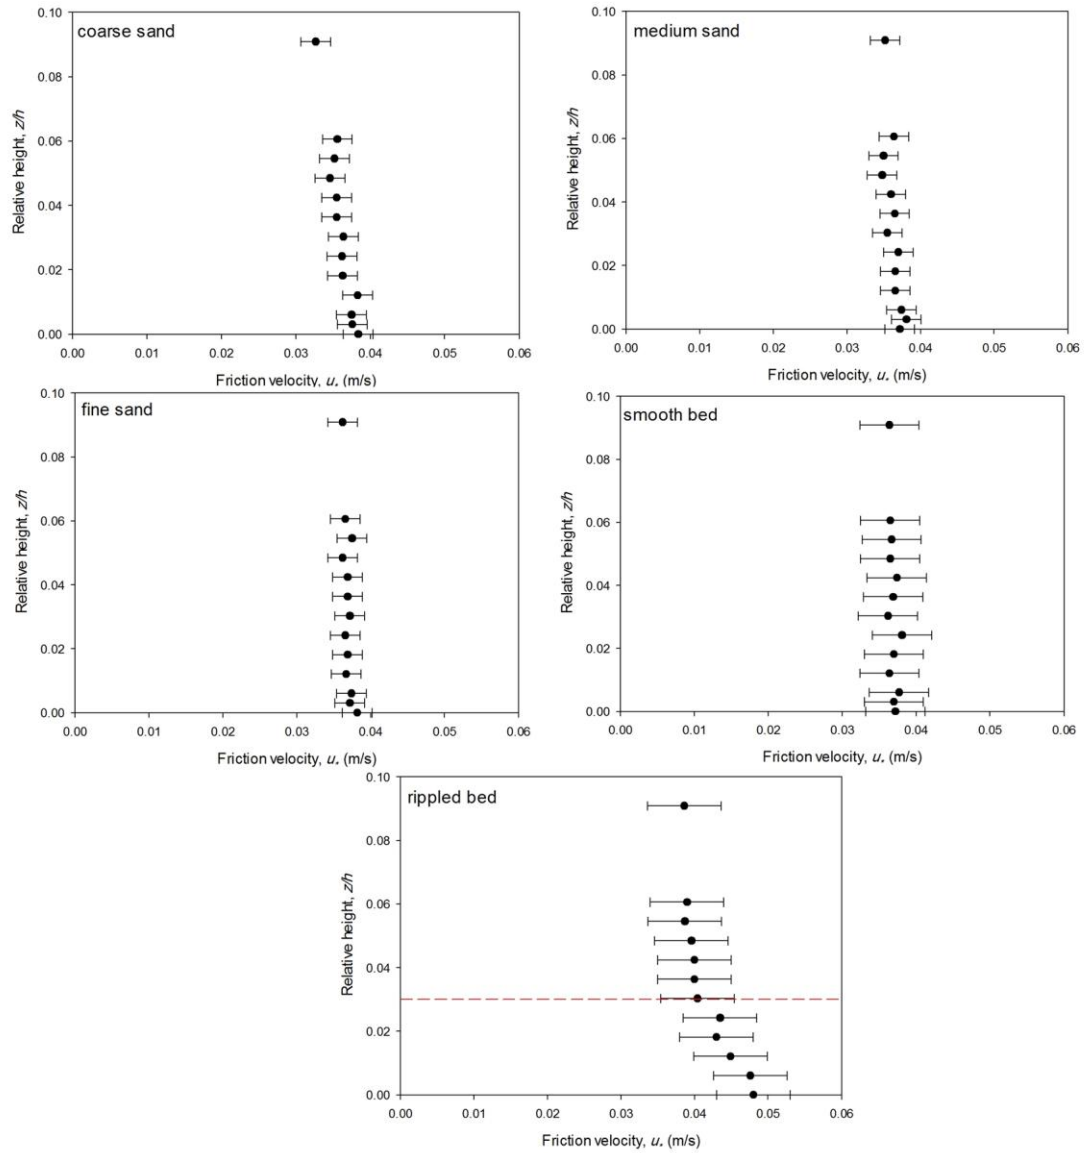 coarse sand
0.10
0.08
0.06
0.04
0.02
0.00
Relative height, z/h
0.00 0.01 0.02 0.03 0.04 0.05 0.06
Friction velocity, u* (m/s)
medium sand
0.10
0.08
0.06
0.04
0.02
0.00
Relative height, z/h
0.00 0.01 0.02 0.03 0.04 0.05 0.06
Friction velocity, u* (m/s)
fine sand
0.10
0.08
0.06
0.04
0.02
0.00
Relative height, z/h
0.00 0.01 0.02 0.03 0.04 0.05 0.06
Friction velocity, u* (m/s)
smooth bed
0.10
0.08
0.06
0.04
0.02
0.00
Relative height, z/h
0.00 0.01 0.02 0.03 0.04 0.05 0.06
Friction velocity, u* (m/s)
rippled bed
0.10
0.08
0.06
0.04
0.02
0.00
Relative height, z/h
0.00 0.01 0.02 0.03 0.04 0.05 0.06
Friction velocity, u* (m/s)